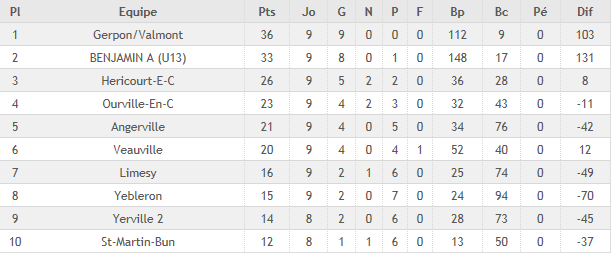 Pl Equipe Pts Jo G N P F Bp Bc Pé Dif
1 Gerpon/Valmont 36 9 9 0 0 0 112 9 0 103
2 BENJAMIN A (U13) 33 9 8 0 1 0 148 17 0 131
3 Hericourt-E-C 26 9 5 2 2 0 36 28 0 8
4 Ourville-En-C 23 9 4 2 3 0 32 43 0 -11
5 Angerville 21 9 4 0 5 0 34 76 0 -42
6 Veauville 20 9 4 0 4 1 52 40 0 12
7 Limesy 16 9 2 1 6 0 25 74 0 -49
8 Yebleron 15 9 2 0 7 0 24 94 0 -70
9 Yerville 2 14 8 2 0 6 0 28 73 0 -45
10 St-Martin-Bun 12 8 1 1 6 0 13 50 0 -37